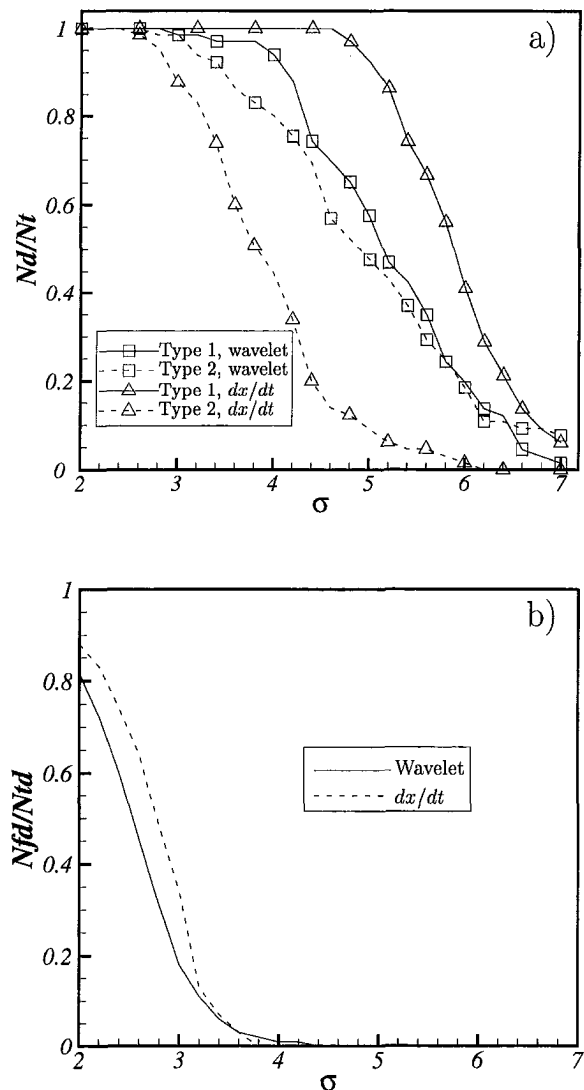 1
0.8
0.6
0.4
0.2
0
Nd/Nt
a)
Type 1, wavelet
Type 2, wavelet
Type 1, dx/dt
Type 2, dx/dt
2 3 4 5 6 7
σ
1
0.8
0.6
0.4
0.2
0
Nfd/Ntd
b)
Wavelet
dx/dt
2 3 4 5 6 7
σ